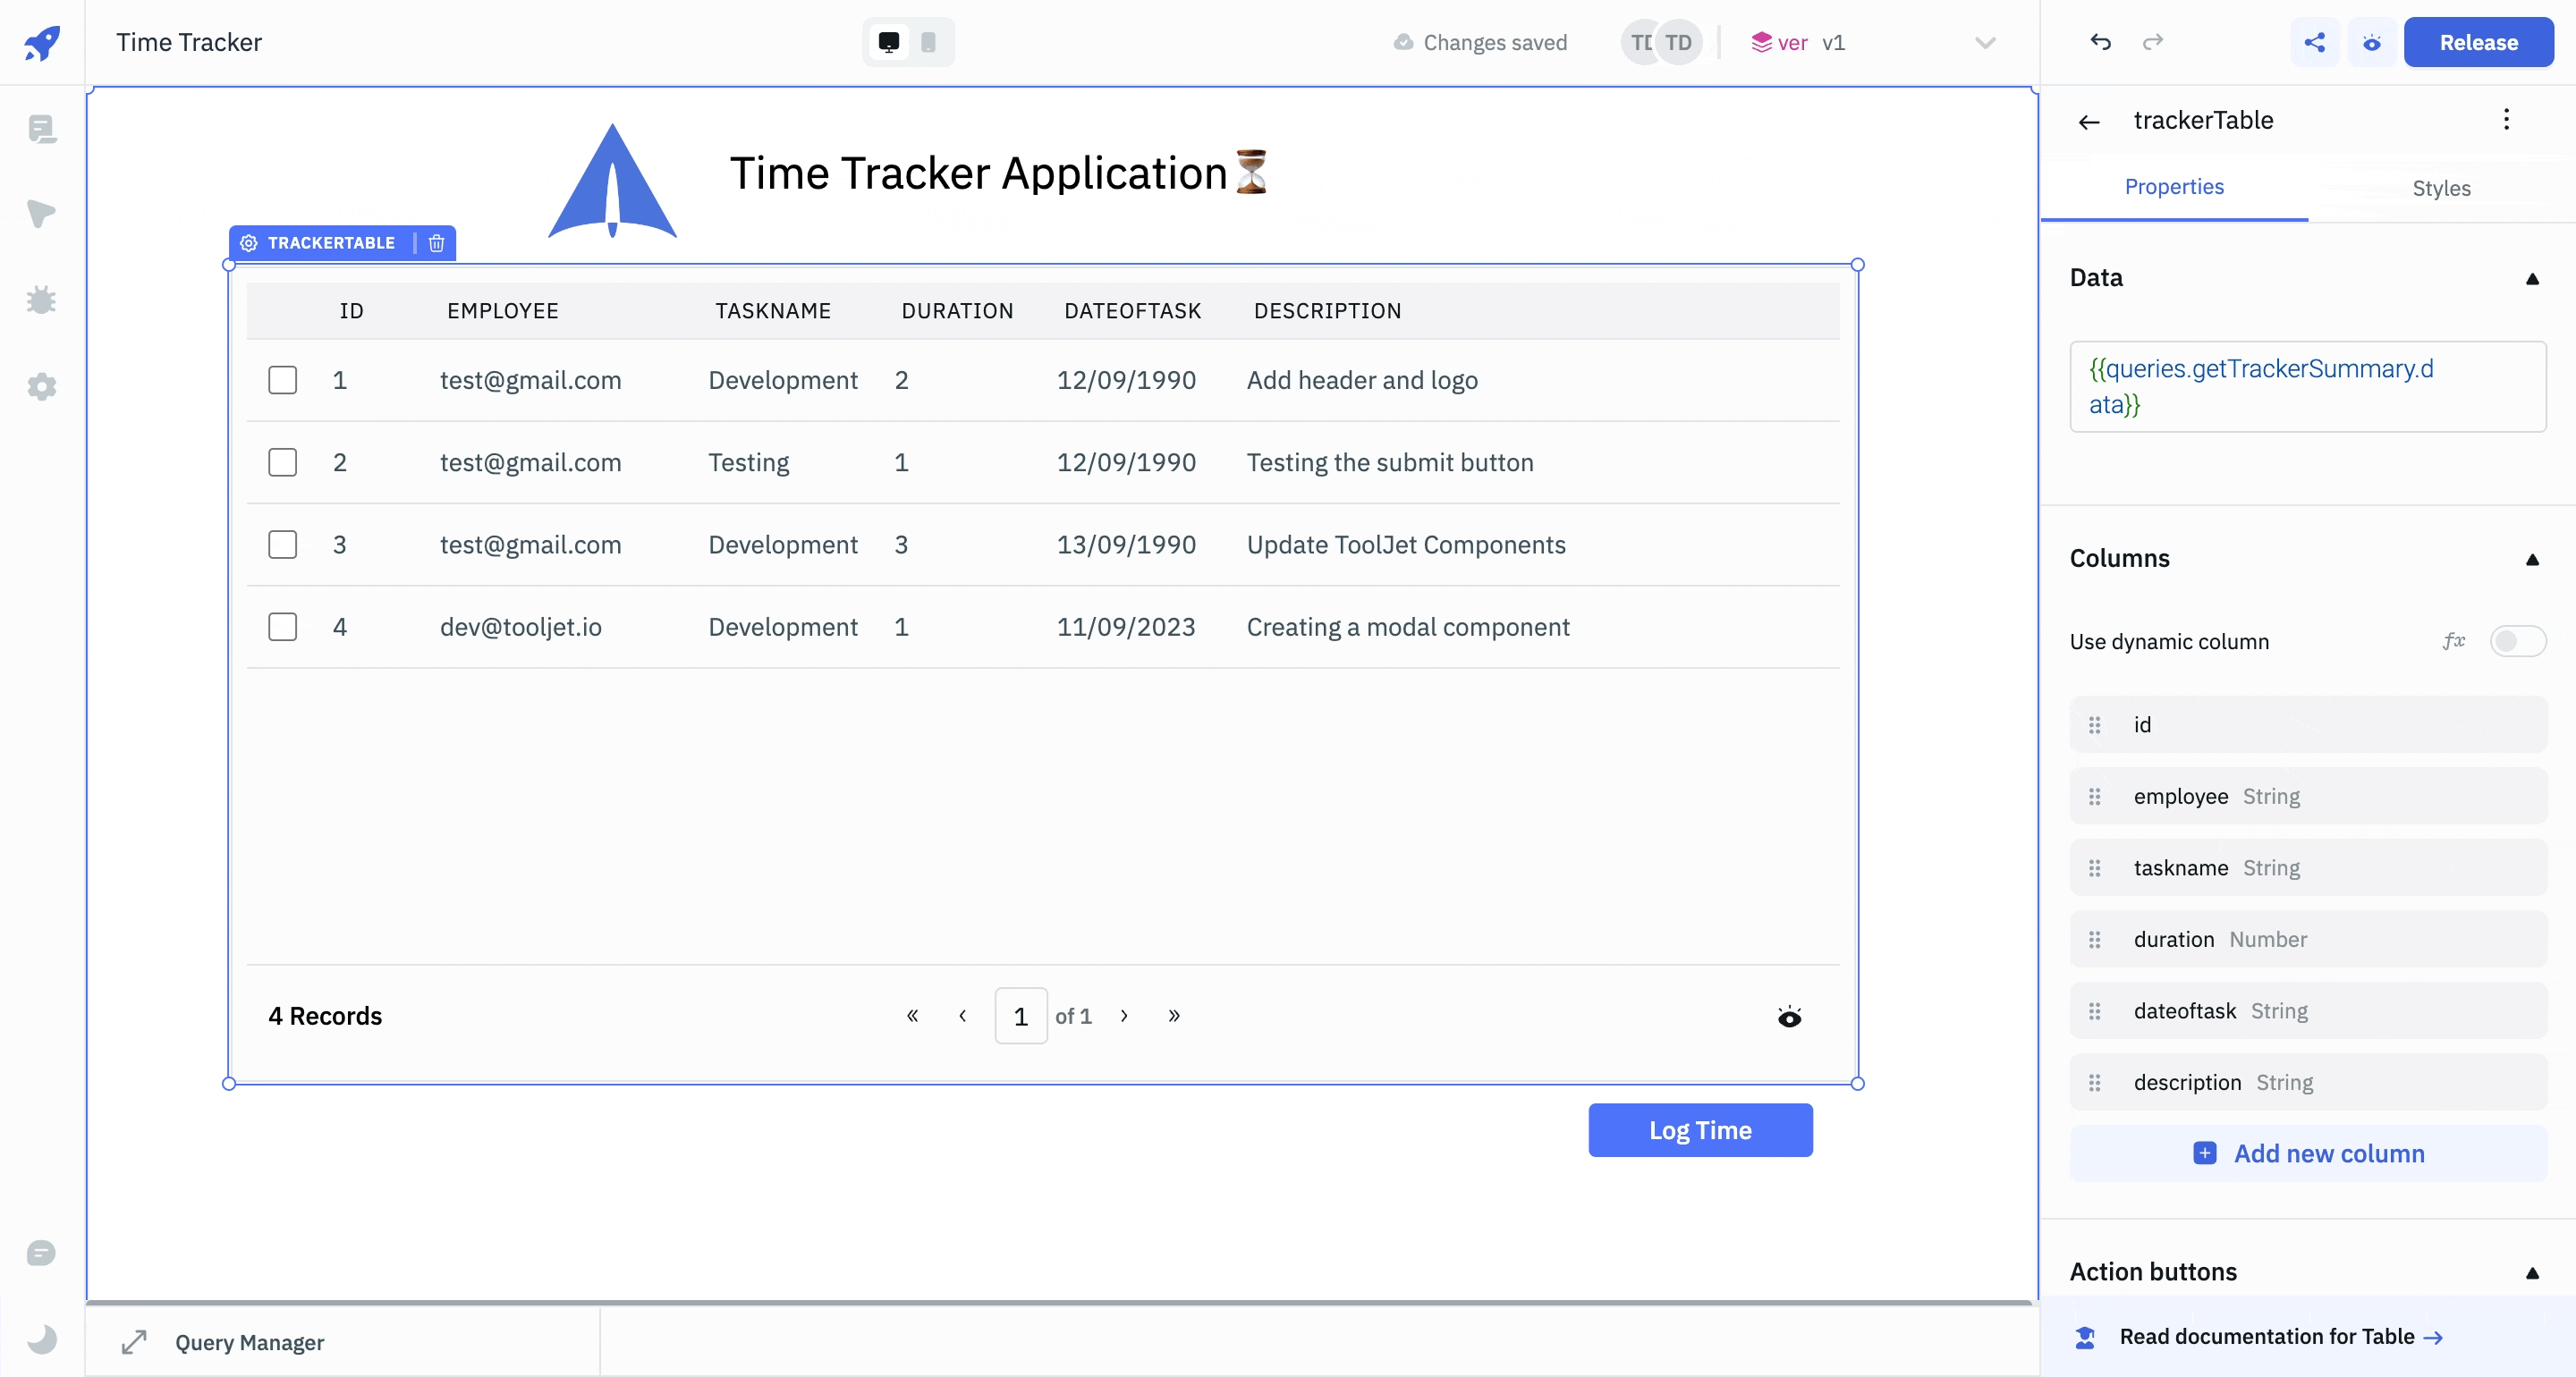 Time Tracker
Changes saved
TD
ver v1
Release
Time Tracker Application⏳
TRACKERTABLE
ID EMPLOYEE TASKNAME DURATION DATEOFTASK DESCRIPTION
1 test@gmail.com Development 2 12/09/1990 Add header and logo
2 test@gmail.com Testing 1 12/09/1990 Testing the submit button
3 test@gmail.com Development 3 13/09/1990 Update ToolJet Components
4 dev@tooljet.io Development 1 11/09/2023 Creating a modal component
4 Records
« ‹ 1 of 1 › »
Log Time
Query Manager
trackerTable
Properties Styles
Data
{{queries.getTrackerSummary.d
ata}}
Columns
Use dynamic column fx
id
employee String
taskname String
duration Number
dateoftask String
description String
Add new column
Action buttons
Read documentation for Table →